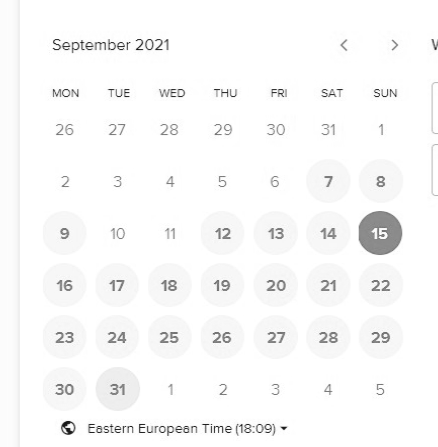 September 2021
MON TUE WED THU FRI SAT SUN
26 27 28 29 30 31 1
2 3 4 5 6 7 8
9 10 11 12 13 14 15
16 17 18 19 20 21 22
23 24 25 26 27 28 29
30 31 1 2 3 4 5
Eastern European Time (18:09)